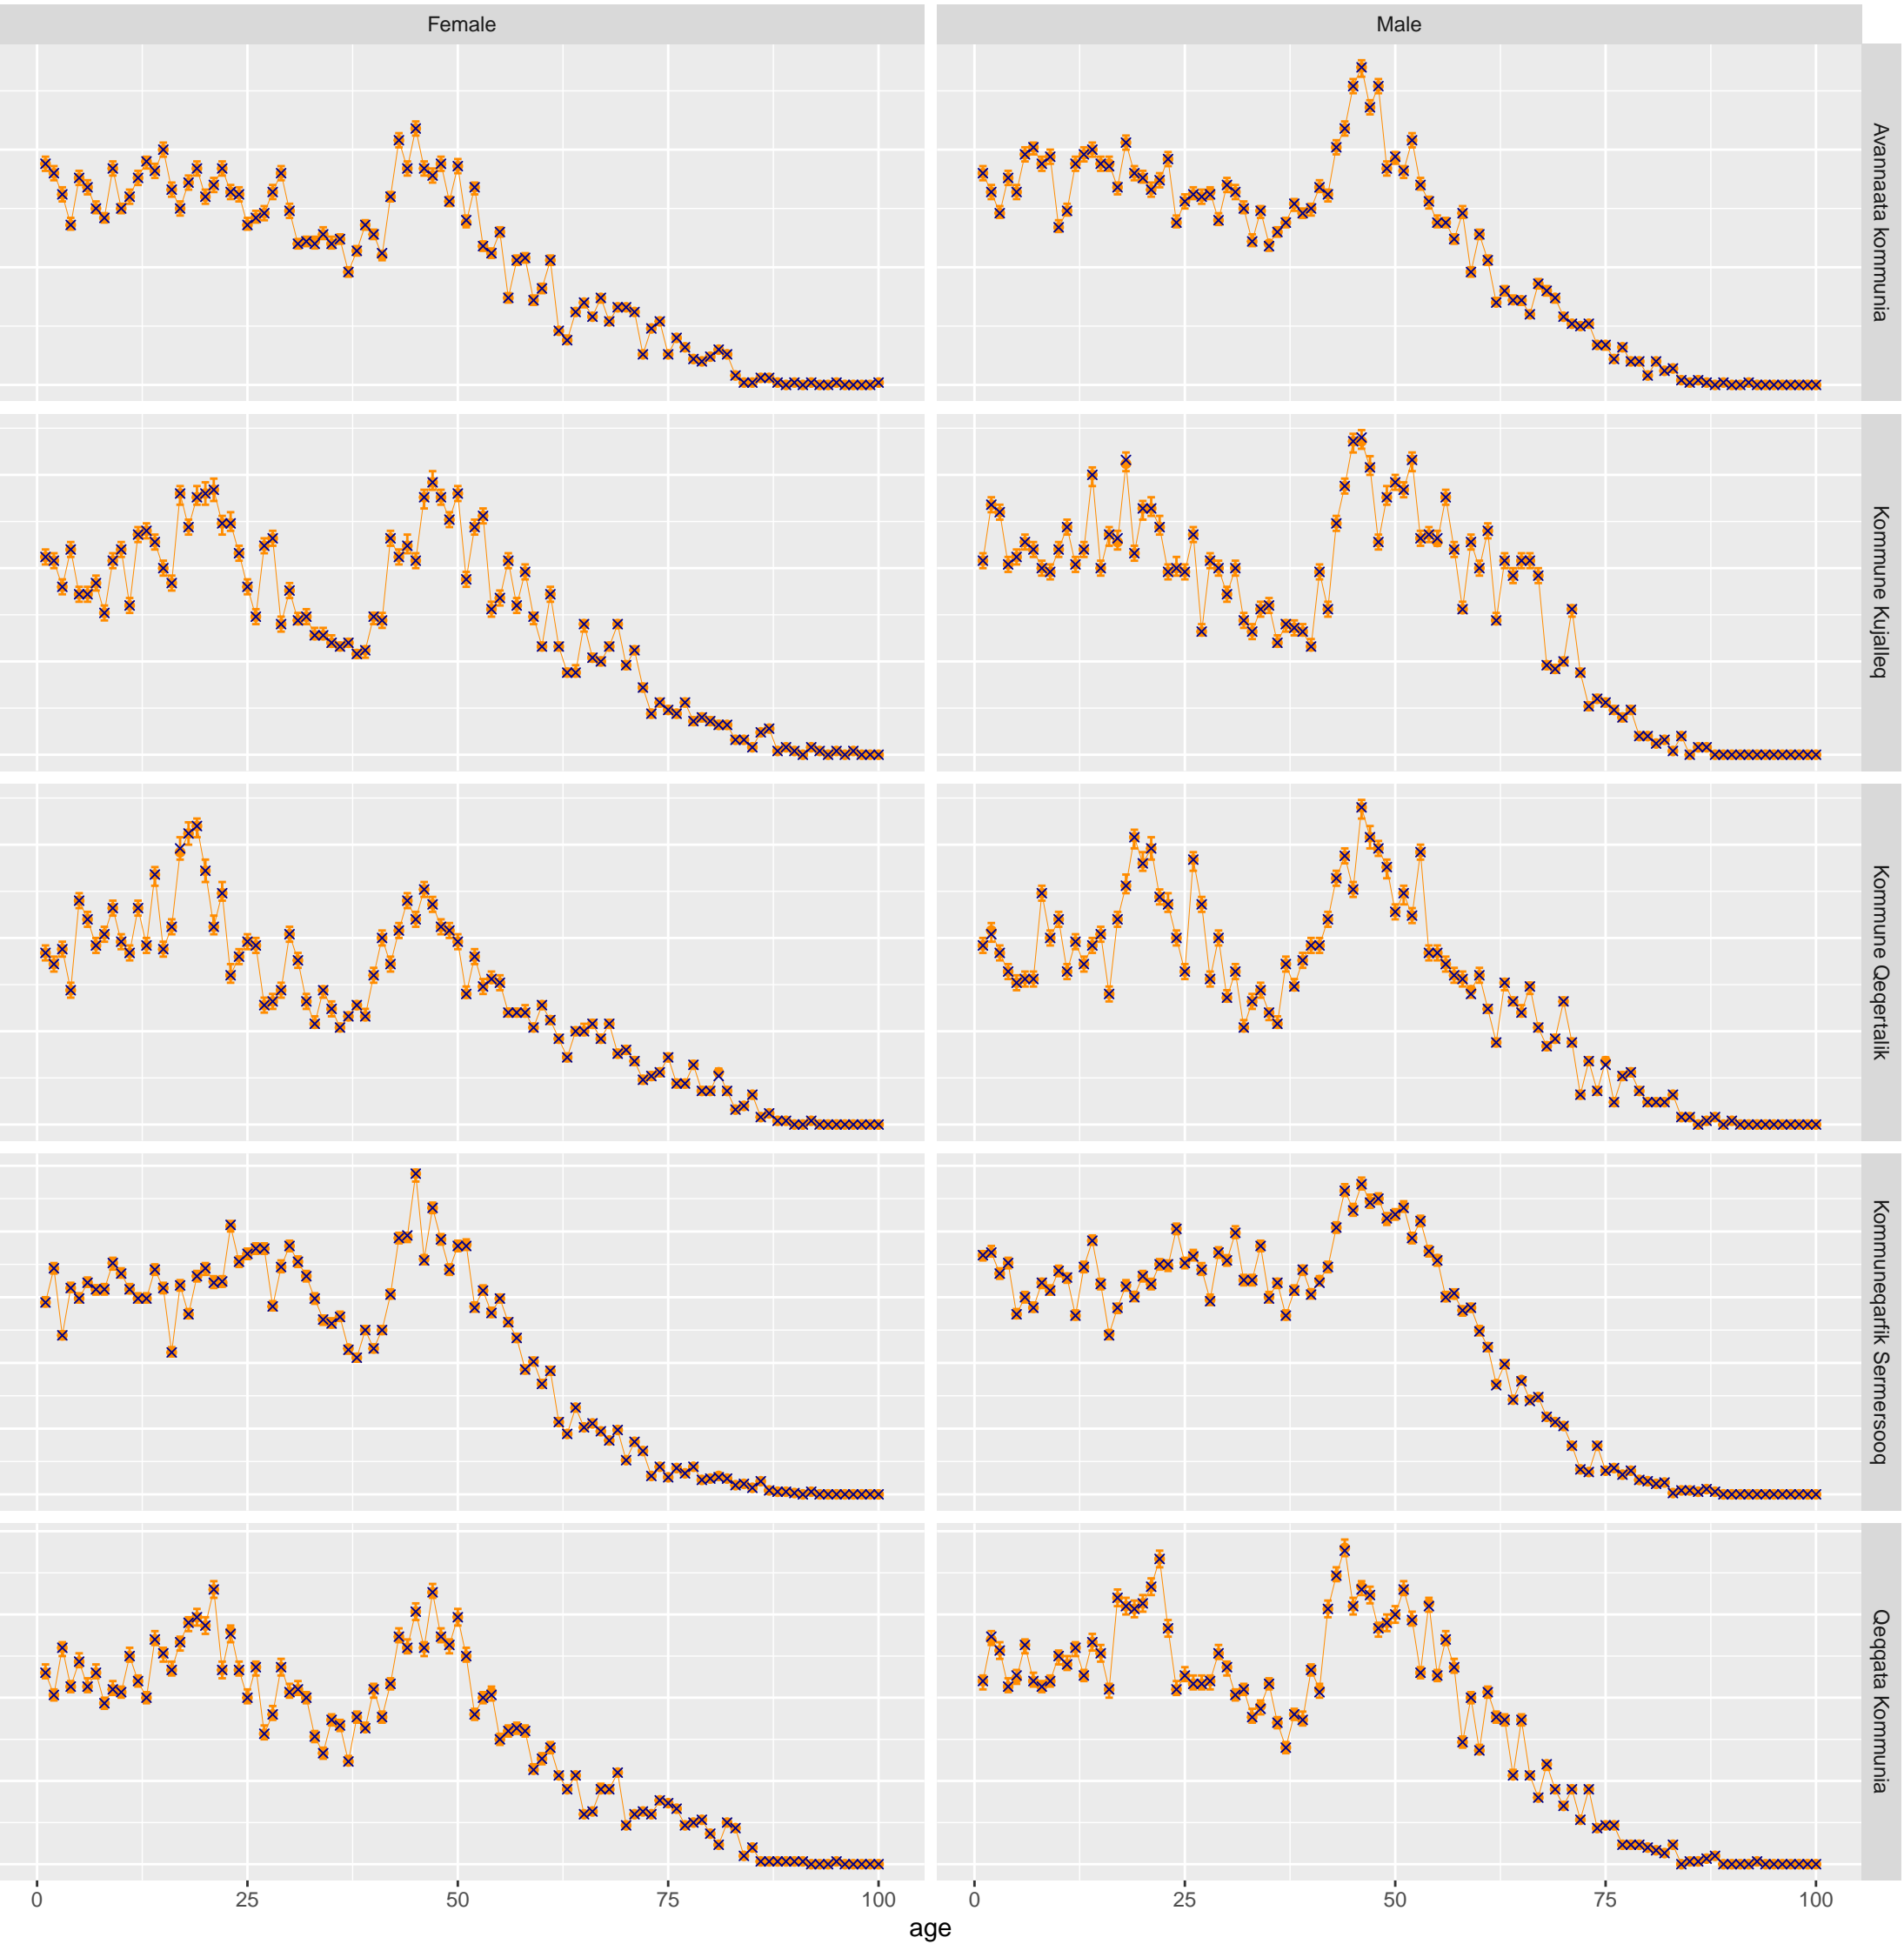 Female
Male
Avannaata kommunia
Kommune Kujalleq
Kommune Qeqertalik
Kommuneqarfik Sermersooq
Qeqqata Kommunia
0 25 50 75 100
0 25 50 75 100
age